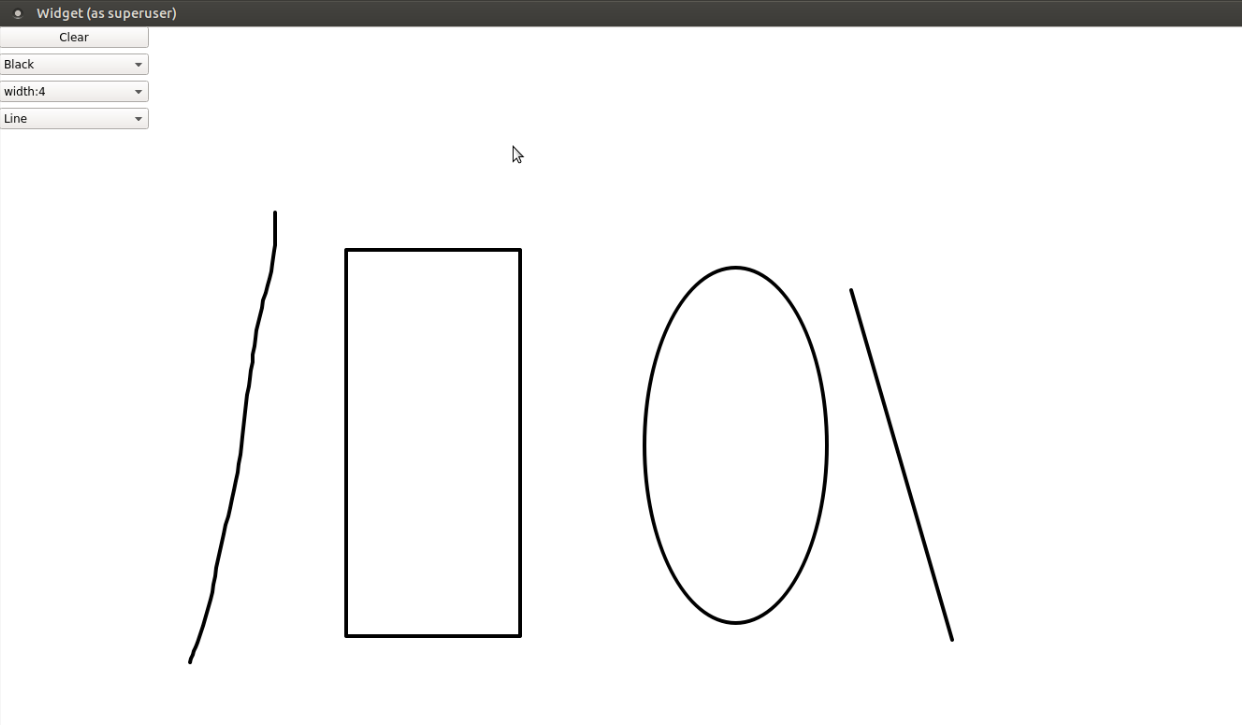 Widget (as superuser)
Clear
Black
width:4
Line